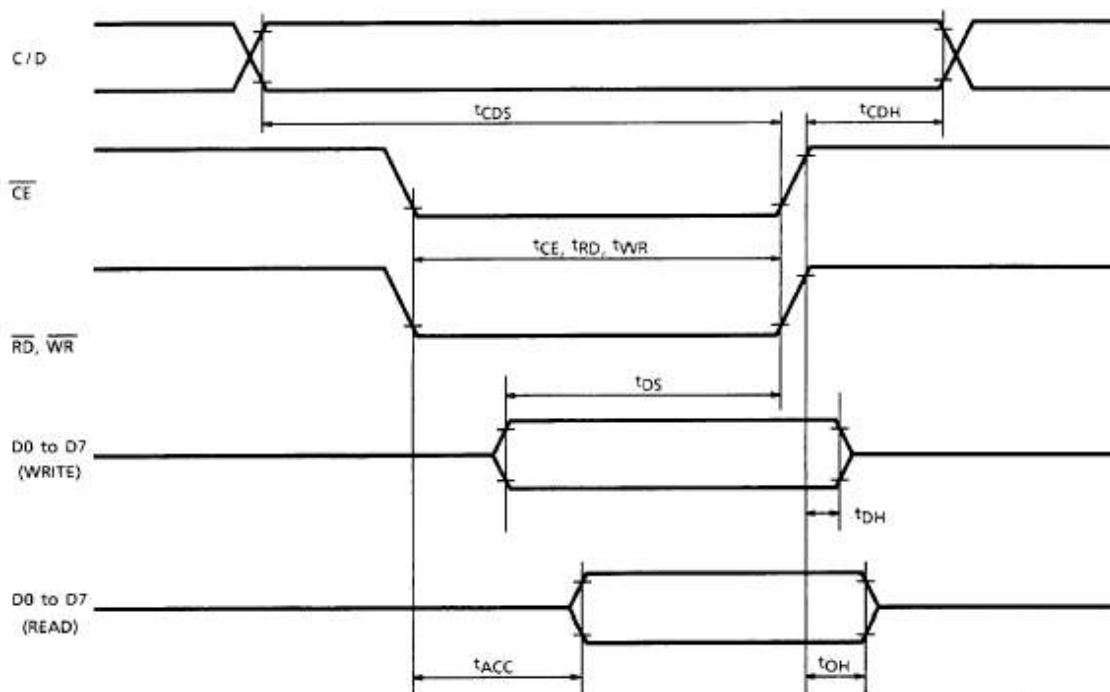 C / D
tCDS
tCDH
CE
tCE, tRD, tWR
RD, WR
tDS
D0 to D7
(WRITE)
tDH
D0 to D7
(READ)
tACC
tOH